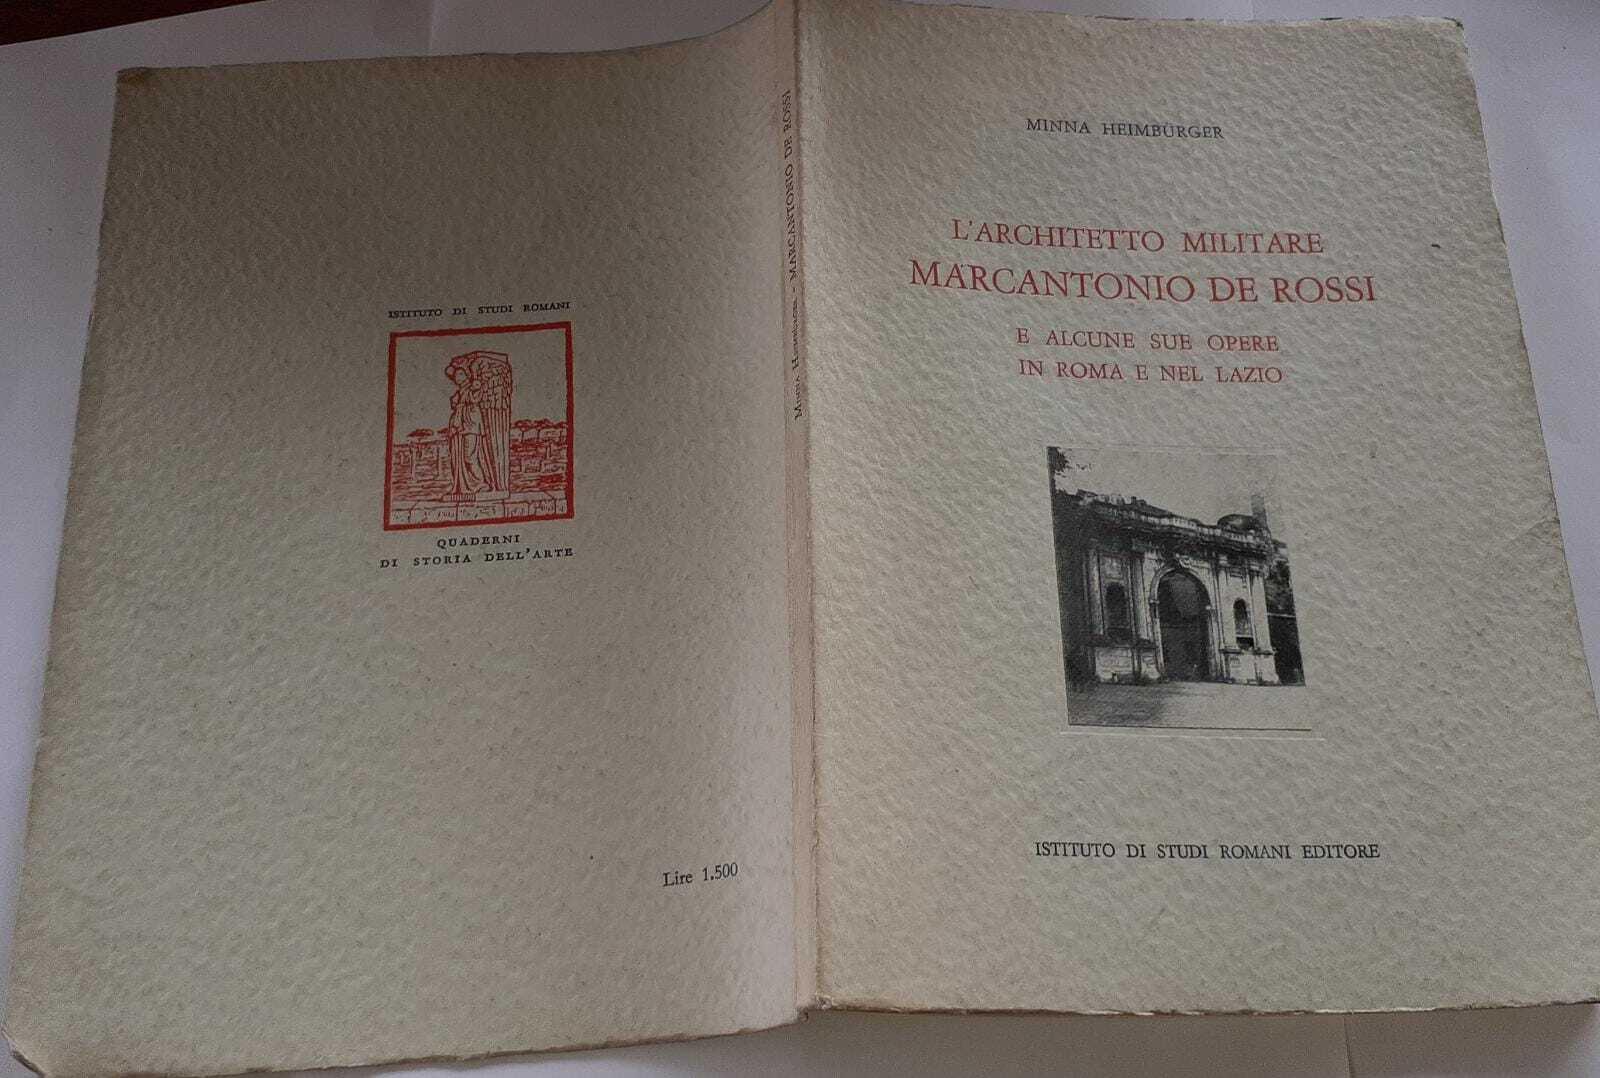 ISTITUTO DI STUDI ROMANI
QUADERNI
DI STORIA DELL'ARTE
Lire 1.500
MINNA HEIMBÜRGER - MARCANTONIO DE ROSSI
MINNA HEIMBÜRGER
L'ARCHITETTO MILITARE
MARCANTONIO DE ROSSI
E ALCUNE SUE OPERE
IN ROMA E NEL LAZIO
ISTITUTO DI STUDI ROMANI EDITORE